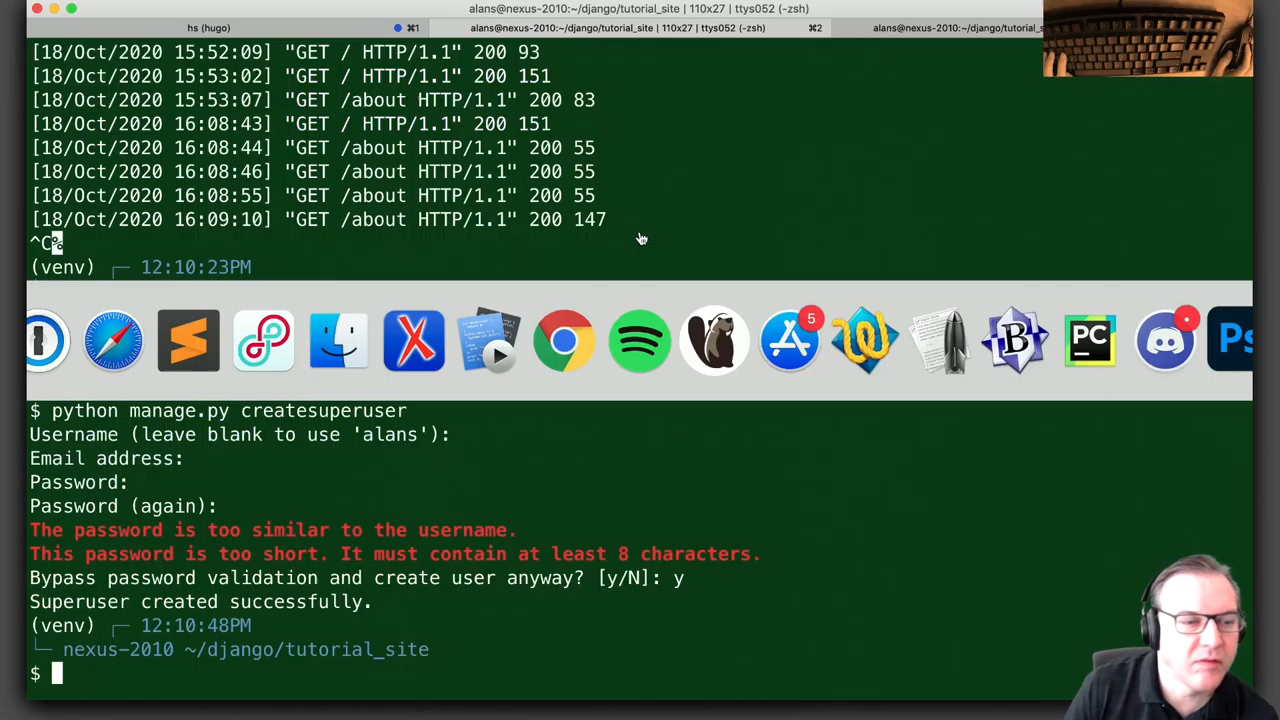 alans@nexus-2010:~/django/tutorial_site | 110x27 | ttys052 (-zsh)
hs (hugo) ⌘1 alans@nexus-2010:~/django/tutorial_site | 110x27 | ttys052 (-zsh) ⌘2 alans@nexus-2010:~/django/tutorial_s
[18/Oct/2020 15:52:09] "GET / HTTP/1.1" 200 93
[18/Oct/2020 15:53:02] "GET / HTTP/1.1" 200 151
[18/Oct/2020 15:53:07] "GET /about HTTP/1.1" 200 83
[18/Oct/2020 16:08:43] "GET / HTTP/1.1" 200 151
[18/Oct/2020 16:08:44] "GET /about HTTP/1.1" 200 55
[18/Oct/2020 16:08:46] "GET /about HTTP/1.1" 200 55
[18/Oct/2020 16:08:55] "GET /about HTTP/1.1" 200 55
[18/Oct/2020 16:09:10] "GET /about HTTP/1.1" 200 147
^C%
(venv) ┌─ 12:10:23PM
5
B
PC
Ps
$ python manage.py createsuperuser
Username (leave blank to use 'alans'):
Email address:
Password:
Password (again):
The password is too similar to the username.
This password is too short. It must contain at least 8 characters.
Bypass password validation and create user anyway? [y/N]: y
Superuser created successfully.
(venv) ┌─ 12:10:48PM
└─ nexus-2010 ~/django/tutorial_site
$